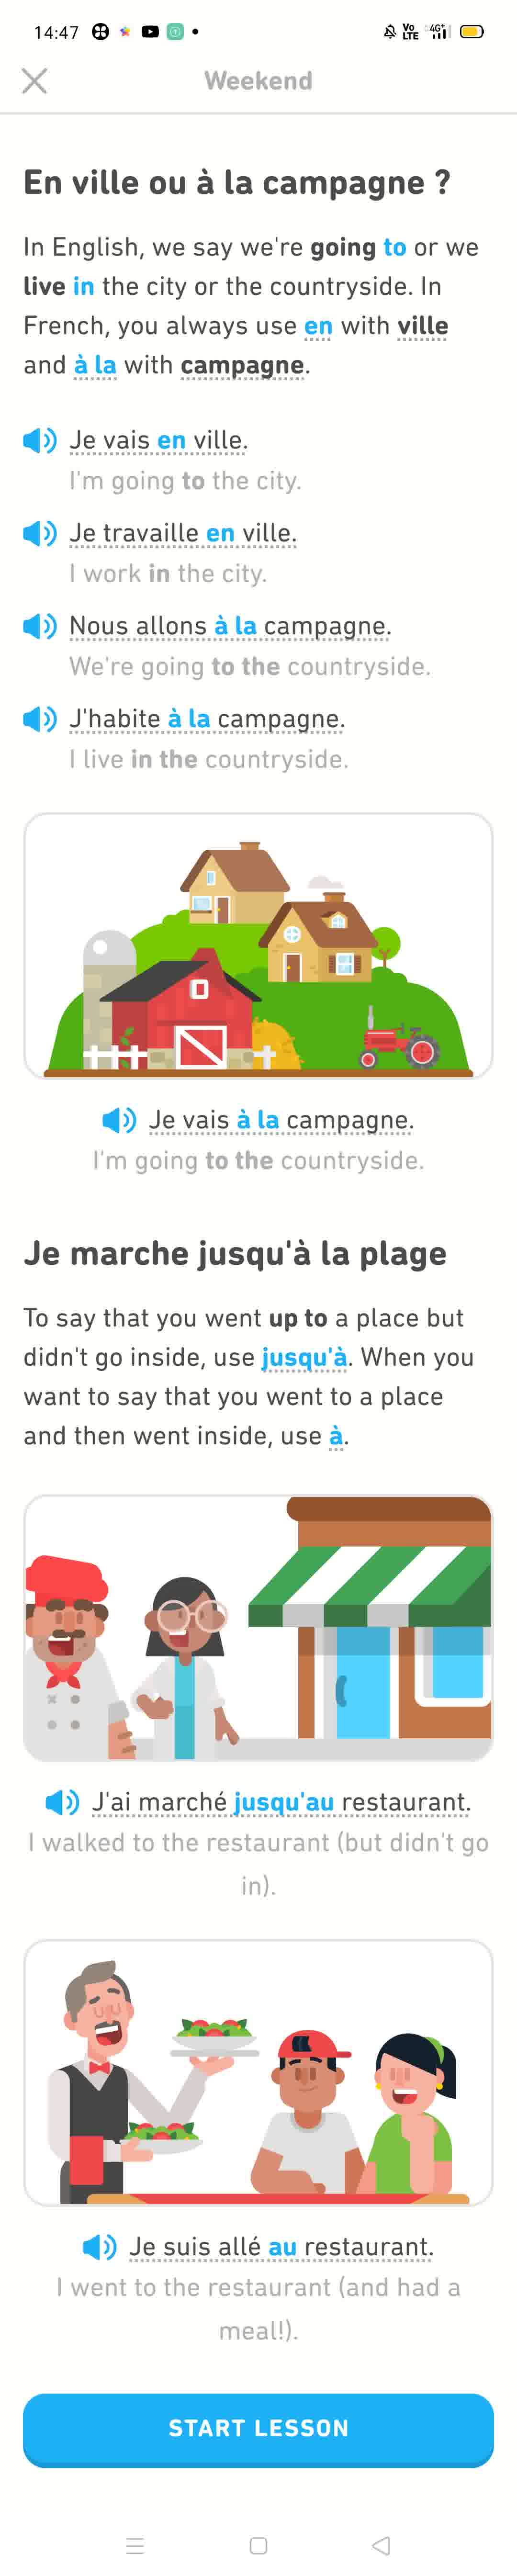 14:47
Vo
LTE
4G+
Weekend
En ville ou à la campagne ?
In English, we say we're going to or we
live in the city or the countryside. In
French, you always use en with ville
and à la with campagne.
Je vais en ville.
I'm going to the city.
Je travaille en ville.
I work in the city.
Nous allons à la campagne.
We're going to the countryside.
J'habite à la campagne.
I live in the countryside.
Je vais à la campagne.
I'm going to the countryside.
Je marche jusqu'à la plage
To say that you went up to a place but
didn't go inside, use jusqu'à. When you
want to say that you went to a place
and then went inside, use à.
J'ai marché jusqu'au restaurant.
I walked to the restaurant (but didn't go
in).
Je suis allé au restaurant.
I went to the restaurant (and had a
meal!).
START LESSON